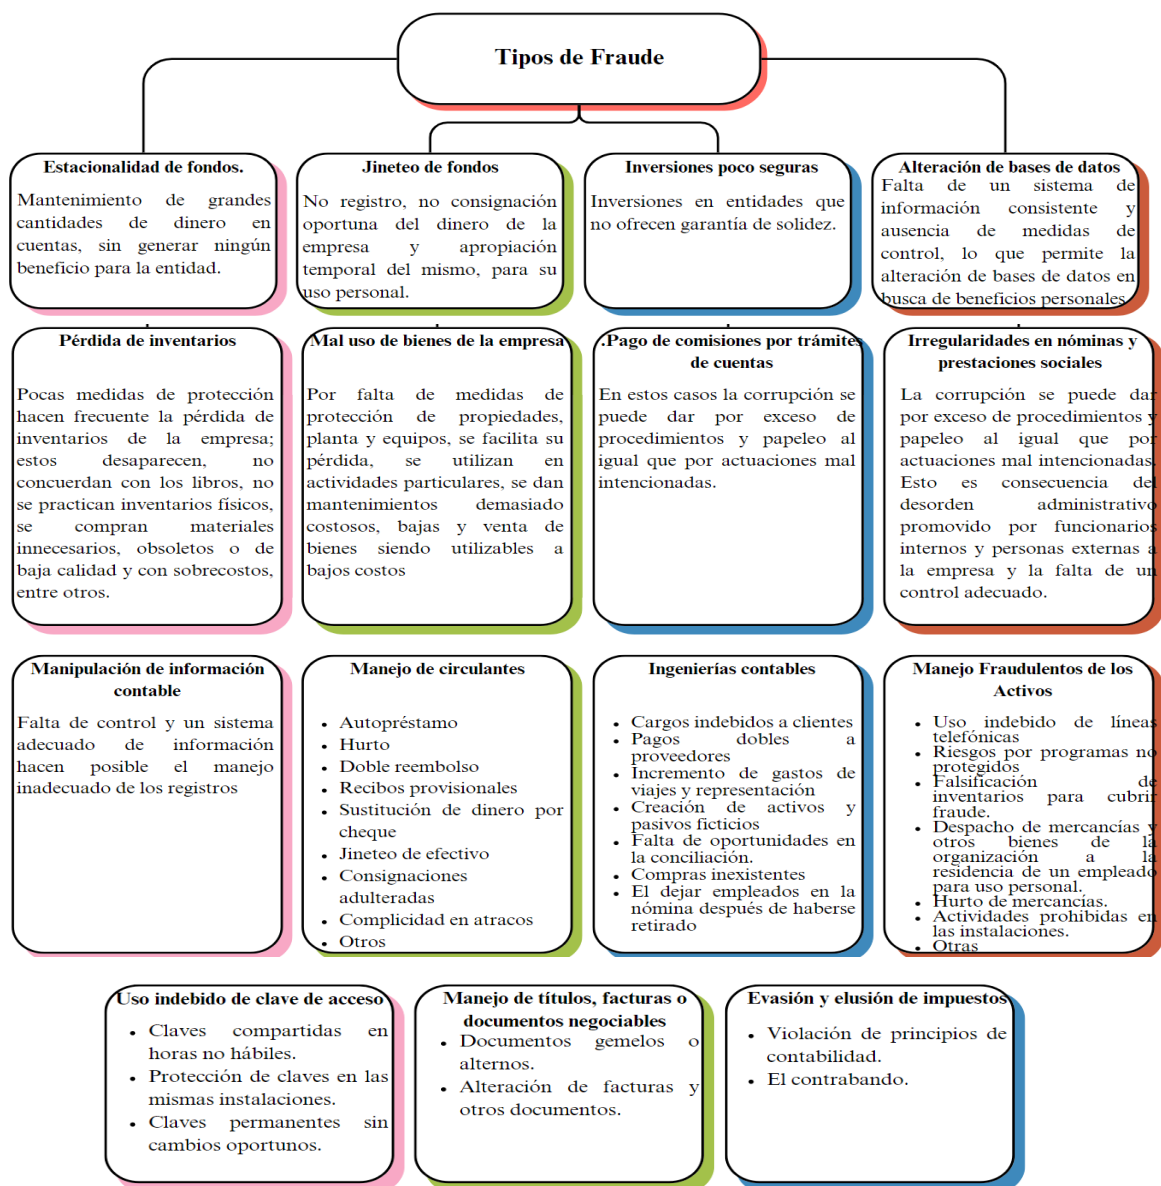 Tipos de Fraude
Estacionalidad de fondos.
Mantenimiento de grandes
cantidades de dinero en
cuentas, sin generar ningún
beneficio para la entidad.
Jineteo de fondos
No registro, no consignación
oportuna del dinero de la
empresa y apropiación
temporal del mismo, para su
uso personal.
Inversiones poco seguras
Inversiones en entidades que
no ofrecen garantía de solidez.
Alteración de bases de datos
Falta de un sistema de
información consistente y
ausencia de medidas de
control, lo que permite la
alteración de bases de datos en
busca de beneficios personales.
Pérdida de inventarios
Pocas medidas de protección
hacen frecuente la pérdida de
inventarios de la empresa;
estos desaparecen, no
concuerdan con los libros, no
se practican inventarios físicos,
se compran materiales
innecesarios, obsoletos o de
baja calidad y con sobrecostos,
entre otros.
Mal uso de bienes de la empresa
Por falta de medidas de
protección de propiedades,
planta y equipos, se facilita su
pérdida, se utilizan en
actividades particulares, se dan
mantenimientos demasiado
costosos, bajas y venta de
bienes siendo utilizables a
bajos costos
.Pago de comisiones por trámites
de cuentas
En estos casos la corrupción se
puede dar por exceso de
procedimientos y papeleo al
igual que por actuaciones mal
intencionadas.
Irregularidades en nóminas y
prestaciones sociales
La corrupción se puede dar
por exceso de procedimientos y
papeleo al igual que por
actuaciones mal intencionadas.
Esto es consecuencia del
desorden administrativo
promovido por funcionarios
internos y personas externas a
la empresa y la falta de un
control adecuado.
Manipulación de información
contable
Falta de control y un sistema
adecuado de información
hacen posible el manejo
inadecuado de los registros
Manejo de circulantes
• Autopréstamo
• Hurto
• Doble reembolso
• Recibos provisionales
• Sustitución de dinero por
cheque
• Jineteo de efectivo
• Consignaciones
adulteradas
• Complicidad en atracos
• Otros
Ingenierías contables
• Cargos indebidos a clientes
• Pagos dobles a
proveedores
• Incremento de gastos de
viajes y representación
• Creación de activos y
pasivos ficticios
• Falta de oportunidades en
la conciliación.
• Compras inexistentes
• El dejar empleados en la
nómina después de haberse
retirado
Manejo Fraudulentos de los
Activos
• Uso indebido de líneas
telefónicas
• Riesgos por programas no
protegidos
• Falsificación de
inventarios para cubrir
fraude.
• Despacho de mercancías y
otros bienes de la
organización a la
residencia de un empleado
para uso personal.
• Hurto de mercancías.
• Actividades prohibidas en
las instalaciones.
• Otras
Uso indebido de clave de acceso
• Claves compartidas en
horas no hábiles.
• Protección de claves en las
mismas instalaciones.
• Claves permanentes sin
cambios oportunos.
Manejo de títulos, facturas o
documentos negociables
• Documentos gemelos o
alternos.
• Alteración de facturas y
otros documentos.
Evasión y elusión de impuestos
• Violación de principios de
contabilidad.
• El contrabando.